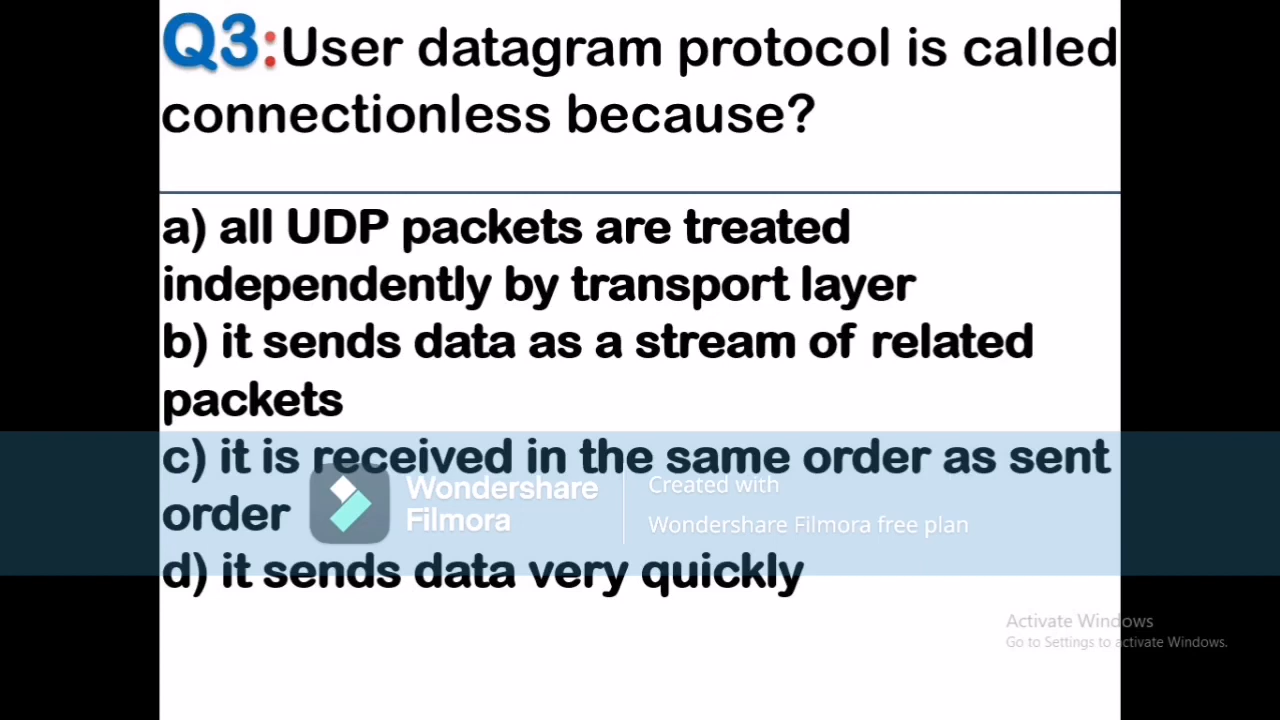 Q3:User datagram protocol is called
connectionless because?
a) all UDP packets are treated
independently by transport layer
b) it sends data as a stream of related
packets
c) it is received in the same order as sent
order
Wondershare
Filmora
Created with
Wondershare Filmora free plan
d) it sends data very quickly
Activate Windows
Go to Settings to activate Windows.